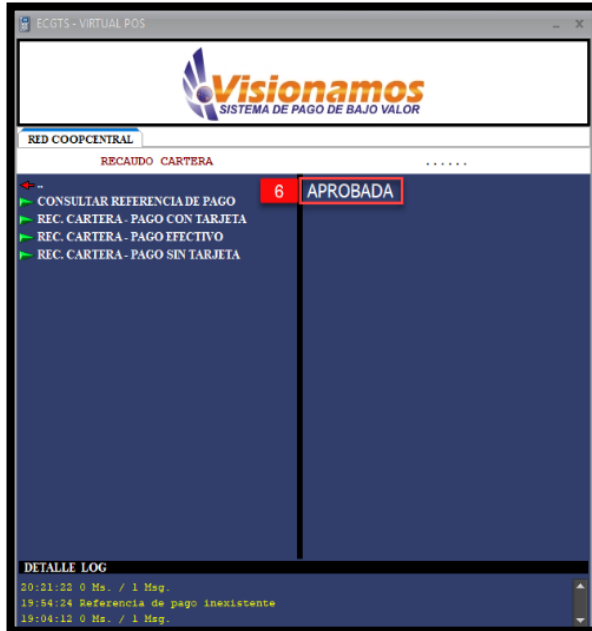 ECGTS - VIRTUAL POS
Visionamos
SISTEMA DE PAGO DE BAJO VALOR
RED COOPCENTRAL
RECAUDO CARTERA ......
..
CONSULTAR REFERENCIA DE PAGO
6 APROBADA
REC. CARTERA - PAGO CON TARJETA
REC. CARTERA - PAGO EFECTIVO
REC. CARTERA - PAGO SIN TARJETA
DETALLE LOG
20:21:22 0 Ms. / 1 Msg.
19:54:24 Referencia de pago inexistente
19:04:12 0 Ms. / 1 Msg.